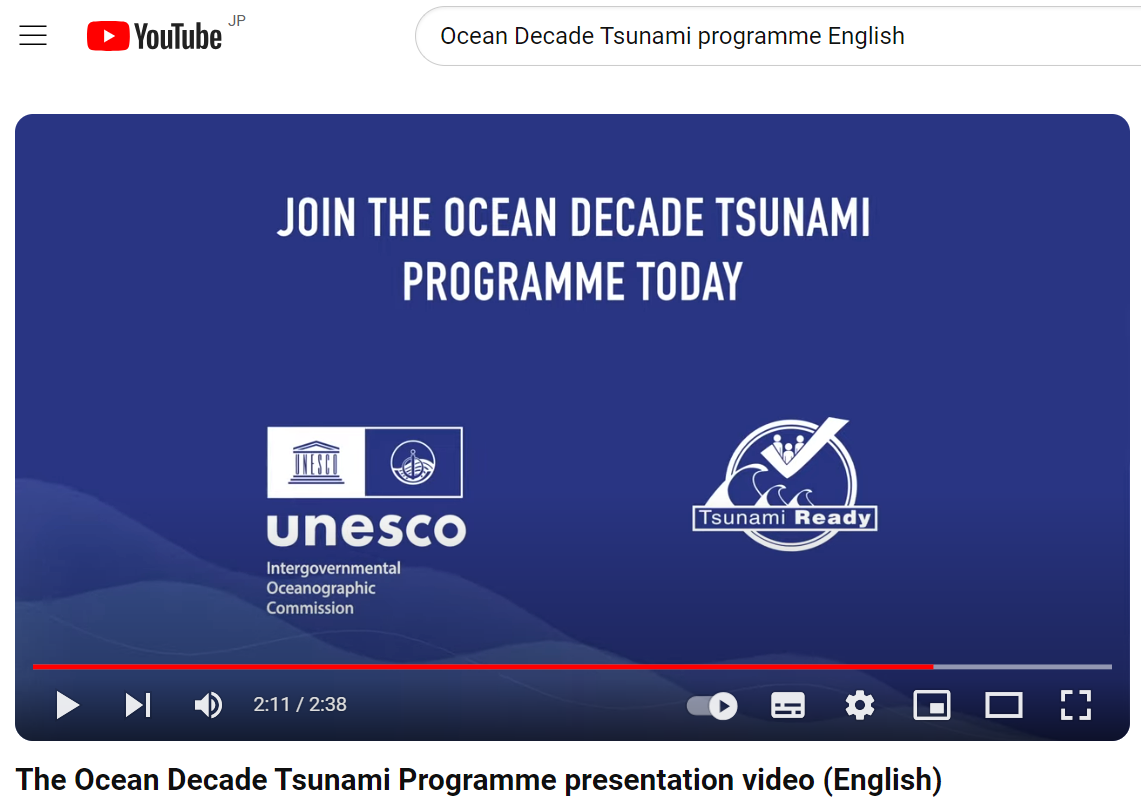 YouTube JP
Ocean Decade Tsunami programme English
JOIN THE OCEAN DECADE TSUNAMI
PROGRAMME TODAY
UNESCO
unesco
Intergovernmental
Oceanographic
Commission
Tsunami Ready
2:11 / 2:38
The Ocean Decade Tsunami Programme presentation video (English)